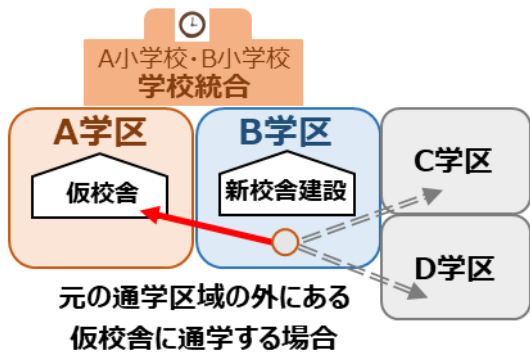 A小学校・B小学校
学校統合
A学区
B学区
C学区
仮校舎
新校舎建設
D学区
元の通学区域の外にある
仮校舎に通学する場合